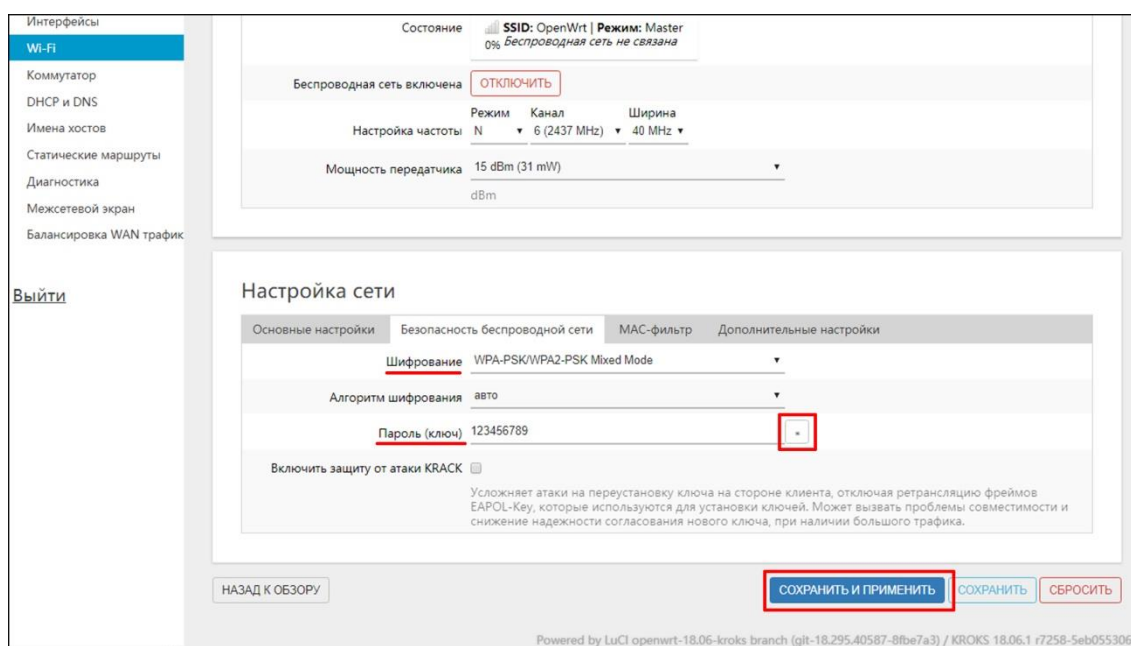 Интерфейсы
Wi-Fi
Коммутатор
DHCP и DNS
Имена хостов
Статические маршруты
Диагностика
Межсетевой экран
Балансировка WAN трафик
Выйти
Состояние
SSID: OpenWrt | Режим: Master
0% Беспроводная сеть не связана
Беспроводная сеть включена ОТКЛЮЧИТЬ
Режим Канал Ширина
Настройка частоты N 6 (2437 MHz) 40 MHz
Мощность передатчика 15 dBm (31 mW)
dBm
Настройка сети
Основные настройки Безопасность беспроводной сети MAC-фильтр Дополнительные настройки
Шифрование WPA-PSK/WPA2-PSK Mixed Mode
Алгоритм шифрования авто
Пароль (ключ) 123456789 *
Включить защиту от атаки KRACK
Усложняет атаки на переустановку ключа на стороне клиента, отключая ретрансляцию фреймов
EAPOL-Key, которые используются для установки ключей. Может вызвать проблемы совместимости и
снижение надежности согласования нового ключа, при наличии большого трафика.
НАЗАД К ОБЗОРУ СОХРАНИТЬ И ПРИМЕНИТЬ СОХРАНИТЬ СБРОСИТЬ
Powered by LuCI openwrt-18.06-kroks branch (git-18.295.40587-8fbe7a3) / KROKS 18.06.1 r7258-5eb055306